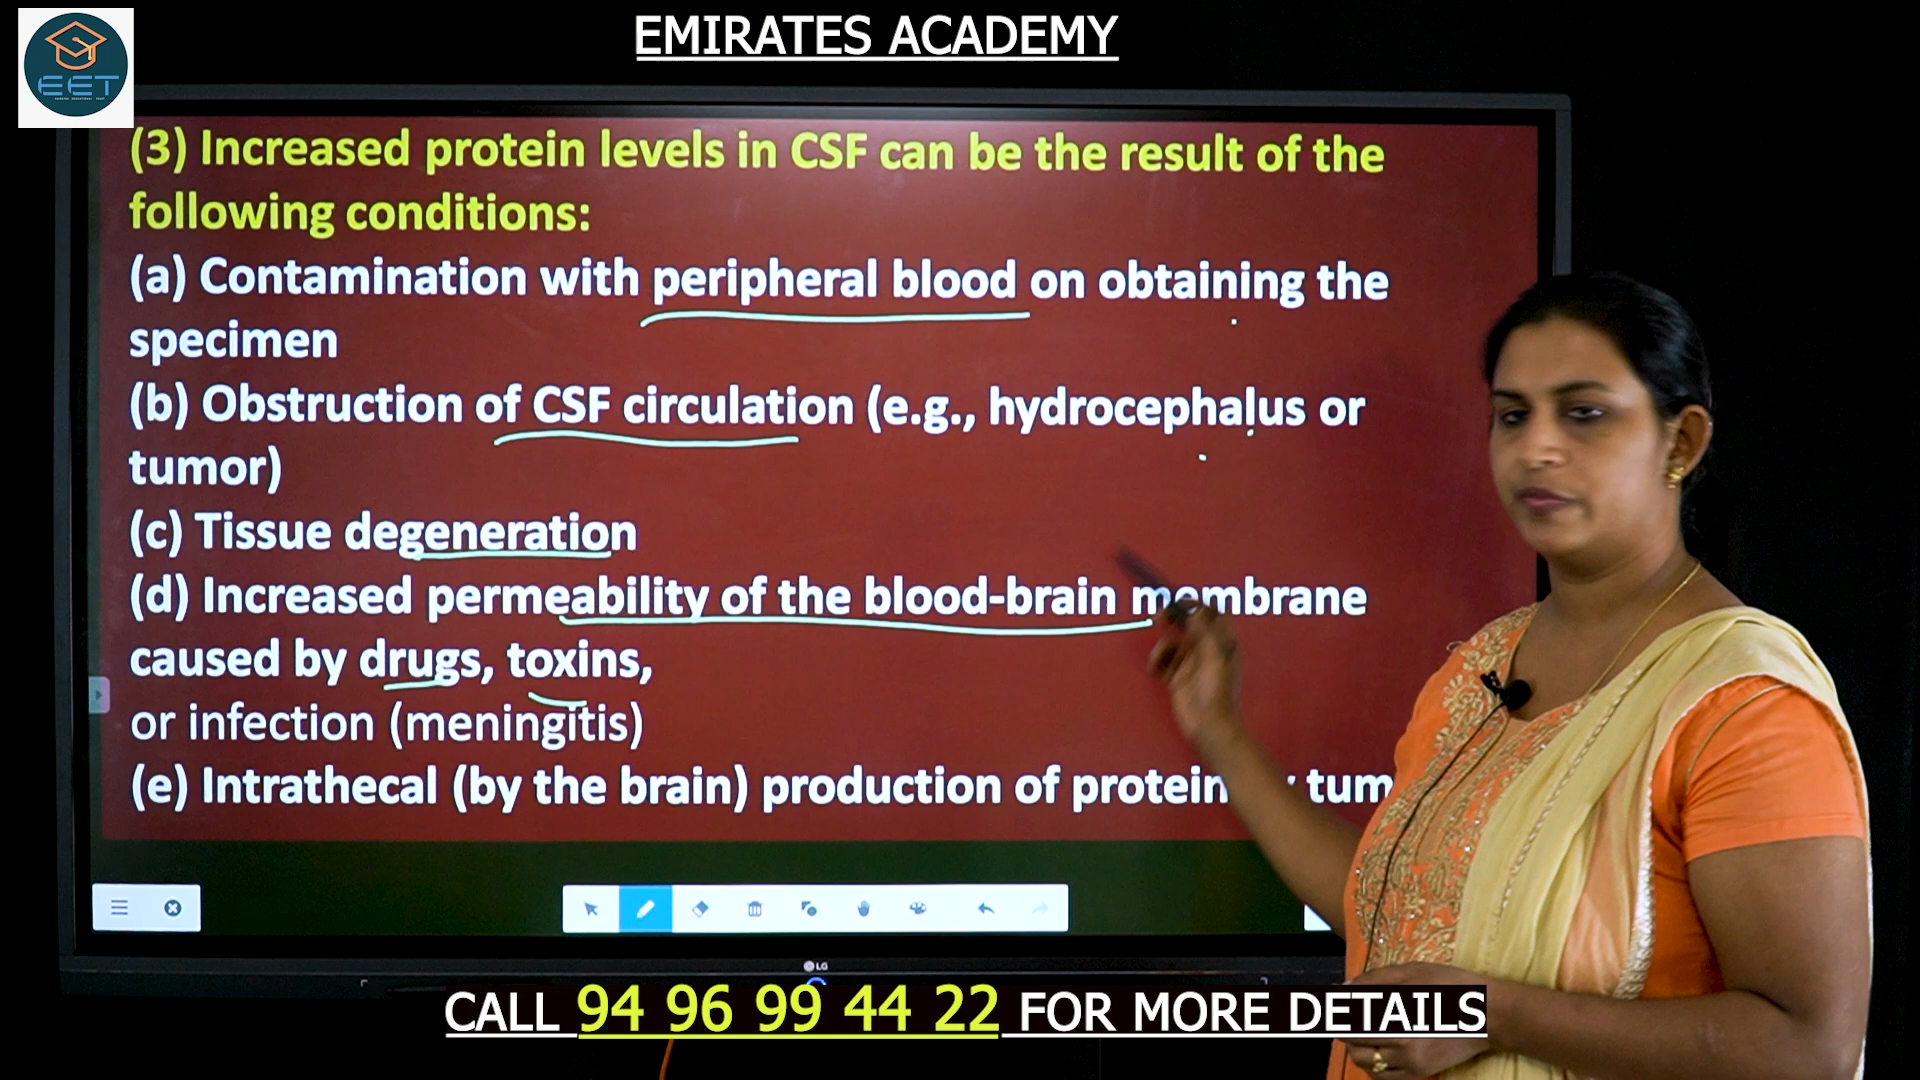 EMIRATES ACADEMY
EET
(3) Increased protein levels in CSF can be the result of the
following conditions:
(a) Contamination with peripheral blood on obtaining the
specimen
(b) Obstruction of CSF circulation (e.g., hydrocephalus or
tumor)
(c) Tissue degeneration
(d) Increased permeability of the blood-brain membrane
caused by drugs, toxins,
or infection (meningitis)
(e) Intrathecal (by the brain) production of protein tum
LG
CALL 94 96 99 44 22 FOR MORE DETAILS